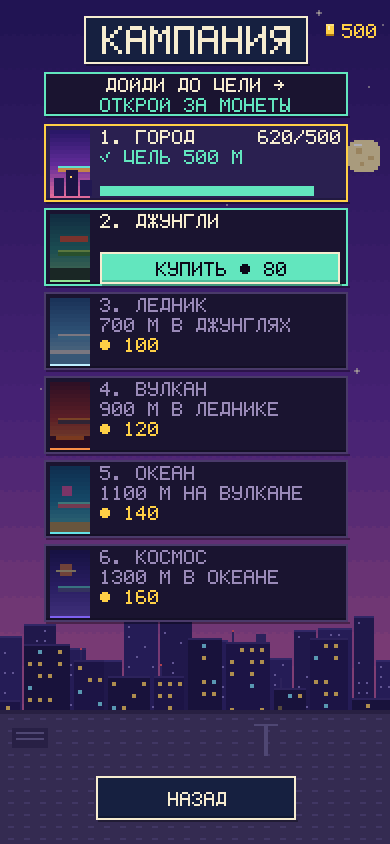 500
КАМПАНИЯ
ДОЙДИ ДО ЦЕЛИ →
ОТКРОЙ ЗА МОНЕТЫ
1. ГОРОД 620/500
✓ ЦЕЛЬ 500 М
2. ДЖУНГЛИ
КУПИТЬ ● 80
3. ЛЕДНИК
700 М В ДЖУНГЛЯХ
● 100
4. ВУЛКАН
900 М В ЛЕДНИКЕ
● 120
5. ОКЕАН
1100 М НА ВУЛКАНЕ
● 140
6. КОСМОС
1300 М В ОКЕАНЕ
● 160
НАЗАД